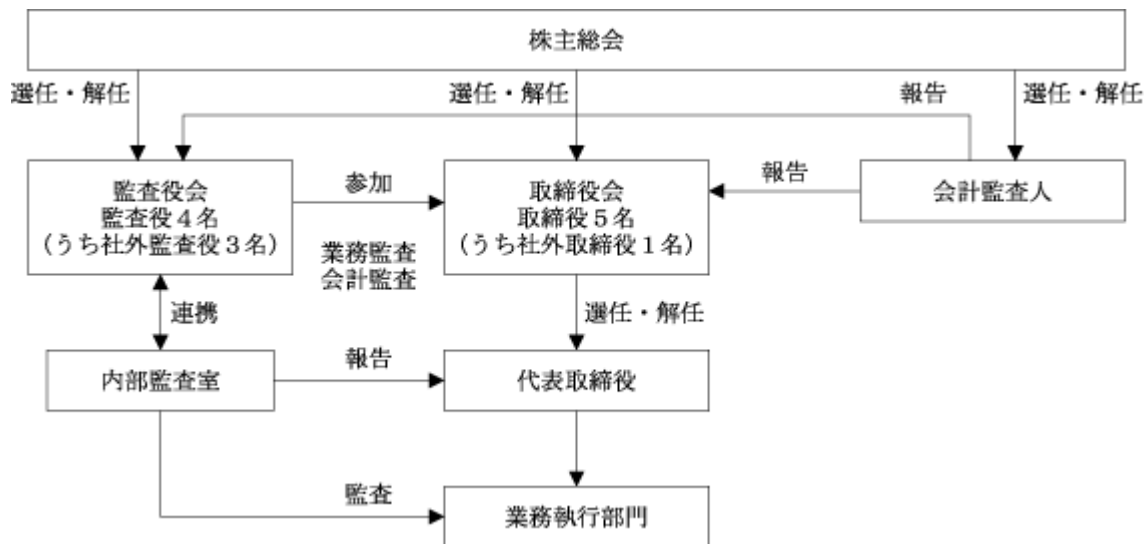 株主総会
選任・解任
選任・解任
報告
選任・解任
監査役会
監査役4名
(うち社外監査役3名)
参加
業務監査
会計監査
取締役会
取締役5名
(うち社外取締役1名)
報告
会計監査人
連携
選任・解任
内部監査室
報告
代表取締役
監査
業務執行部門